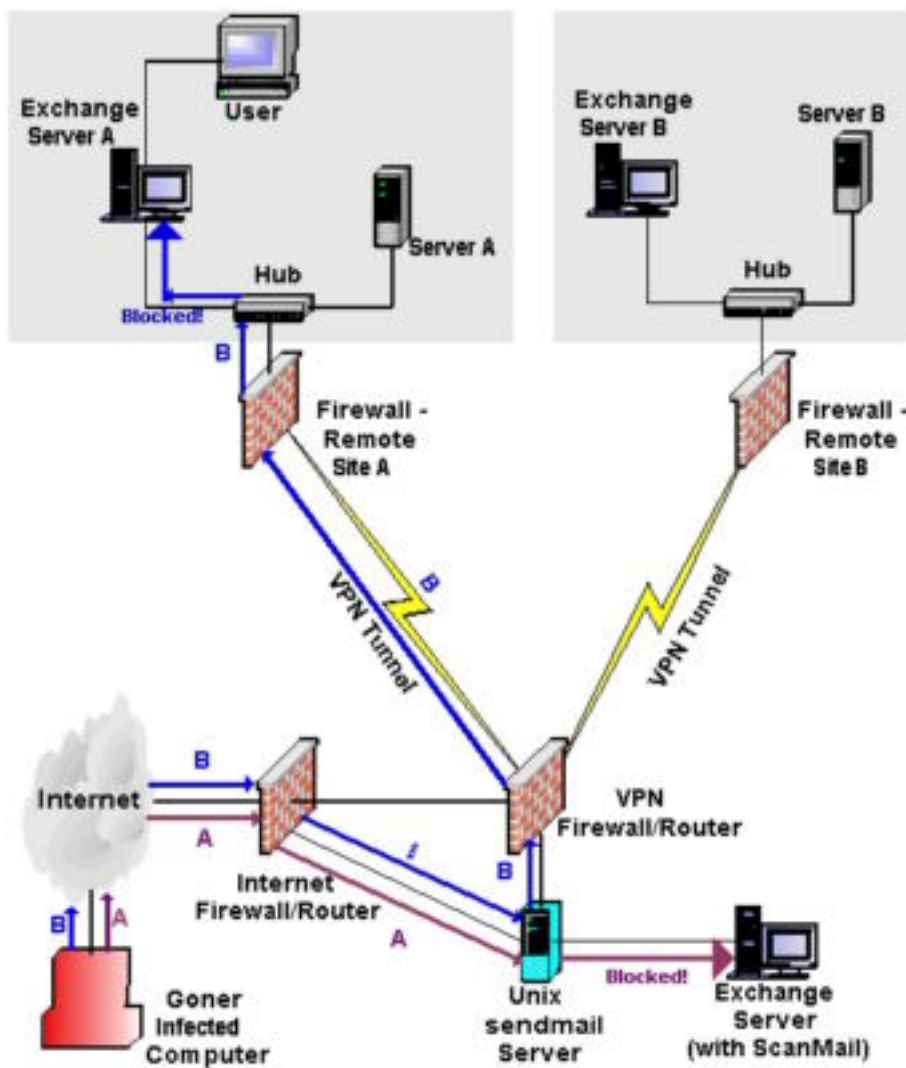 Exchange
Server A
User
Server A
Hub
Blocked!
B
Firewall -
Remote
Site A
Exchange
Server B
Server B
Hub
Firewall -
Remote
Site B
B
VPN Tunnel
VPN Tunnel
Internet
B
A
Internet
Firewall/Router
VPN
Firewall/Router
B
A
B
A
Blocked!
Goner
Infected
Computer
Unix
sendmail
Server
Exchange
Server
(with ScanMail)